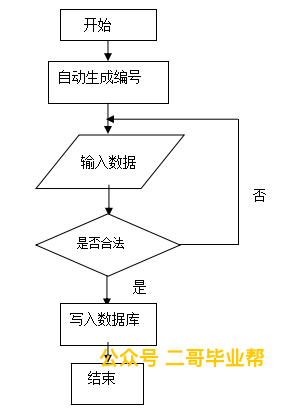 开始
自动生成编号
输入数据
否
是否合法
是
写入数据库
公众号 二哥毕业帮
结束